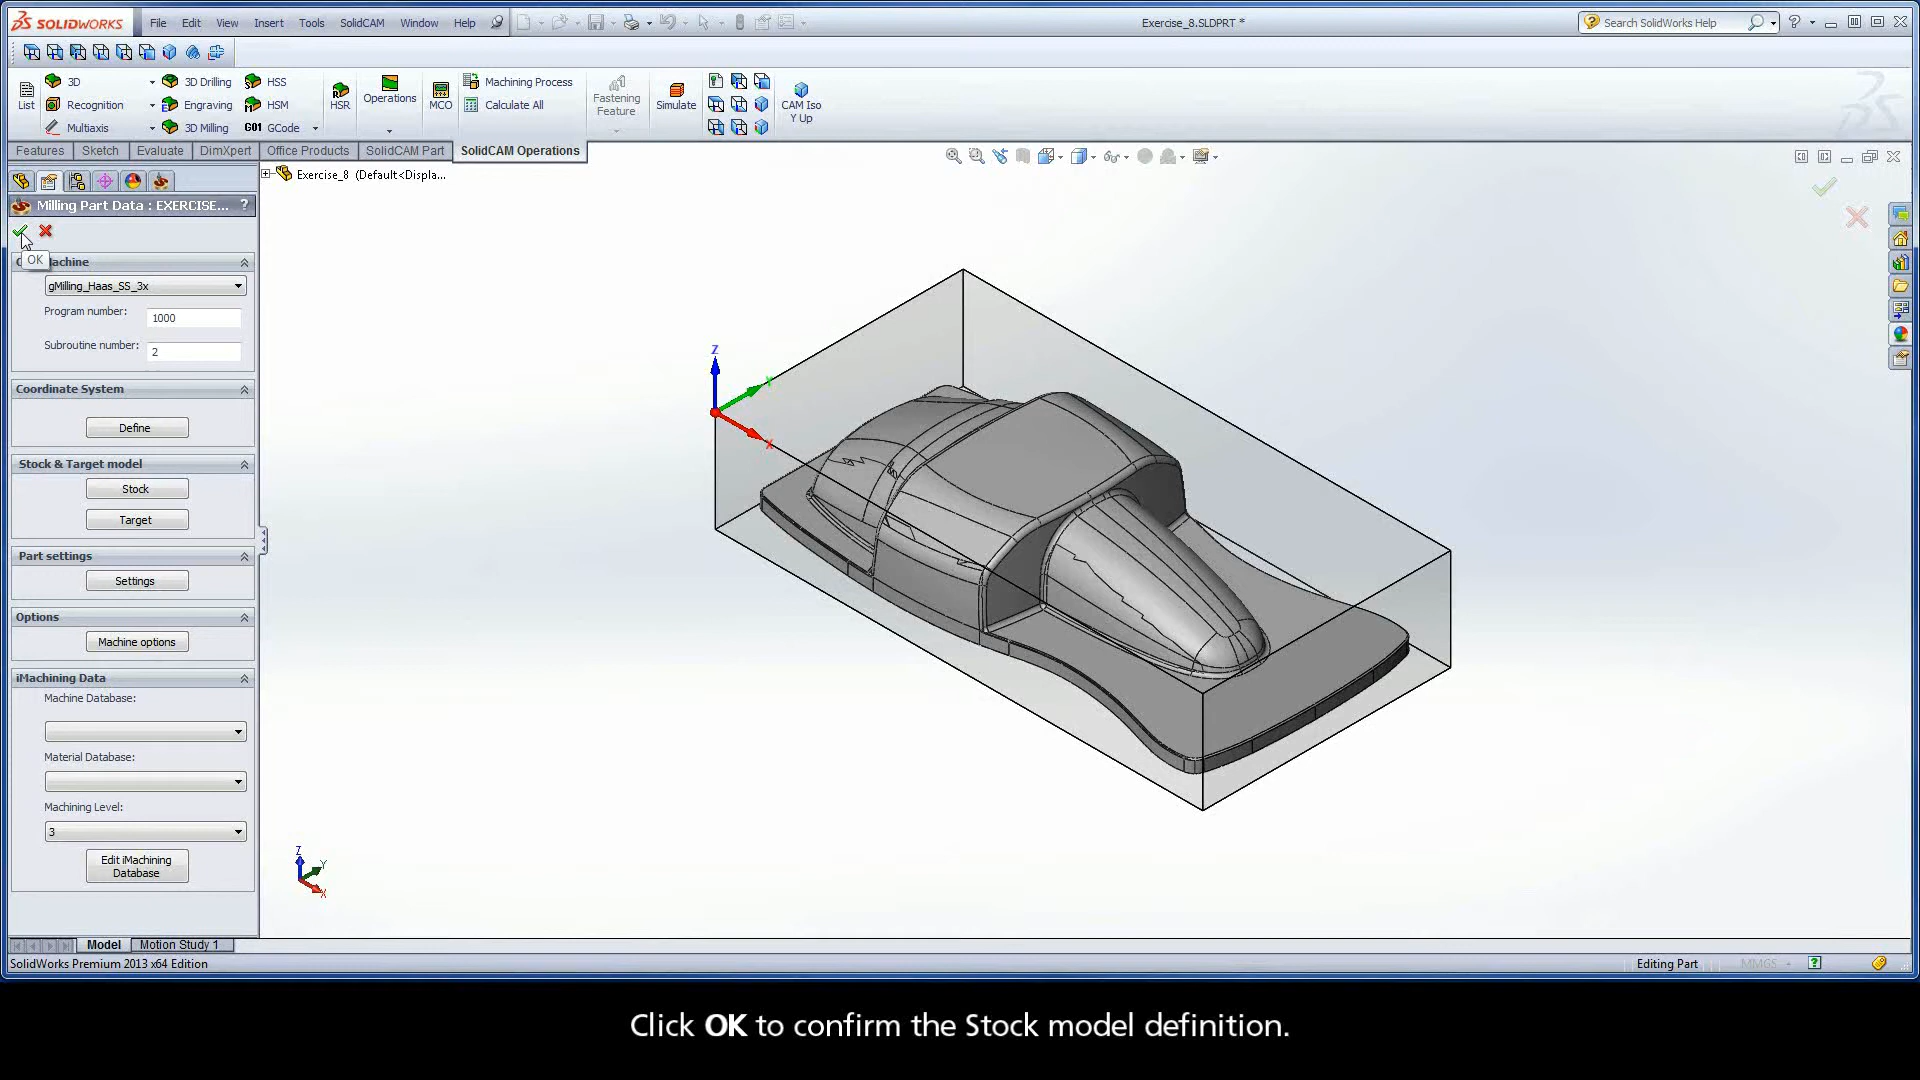 SOLIDWORKS File Edit View Insert Tools SolidCAM Window Help Exercise_8.SLDPRT * Search SolidWorks Help
3D 3D Drilling HSS Machining Process
List Recognition Engraving HSM HSR Operations MCO Calculate All Fastening Feature Simulate CAM Iso Y Up
Multiaxis 3D Milling G01 GCode
Features Sketch Evaluate DimXpert Office Products SolidCAM Part SolidCAM Operations
Exercise_8 (Default<Displa...
Milling Part Data : EXERCISE... ?
OK
gMilling_Haas_SS_3x
Program number: 1000
Subroutine number: 2
Coordinate System
Define
Stock & Target model
Stock
Target
Part settings
Settings
Options
Machine options
iMachining Data
Machine Database:
Material Database:
Machining Level:
3
Edit iMachining
Database
Z
Y
X
Z
X
Model Motion Study 1
SolidWorks Premium 2013 x64 Edition Editing Part MMGS
Click OK to confirm the Stock model definition.